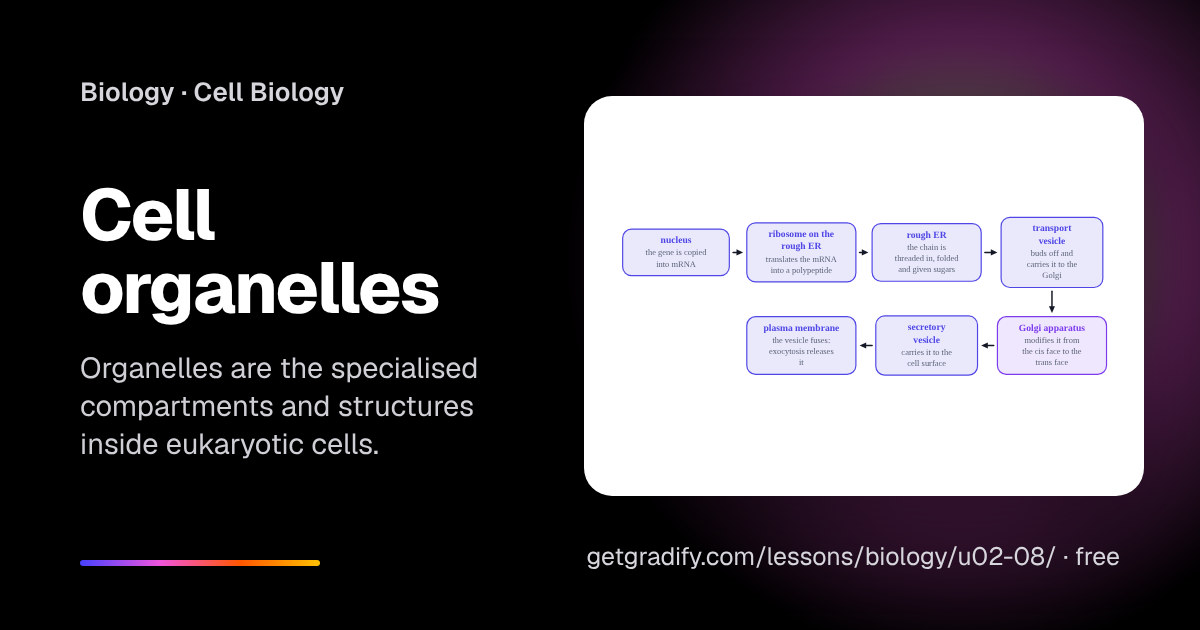 Biology · Cell Biology
Cell
organelles
Organelles are the specialised
compartments and structures
inside eukaryotic cells.
nucleus
the gene is copied
into mRNA
ribosome on the
rough ER
translates the mRNA
into a polypeptide
rough ER
the chain is
threaded in, folded
and given sugars
transport
vesicle
buds off and
carries it to the
Golgi
Golgi apparatus
modifies it from
the cis face to the
trans face
secretory
vesicle
carries it to the
cell surface
plasma membrane
the vesicle fuses:
exocytosis releases
it
getgradify.com/lessons/biology/u02-08/ · free